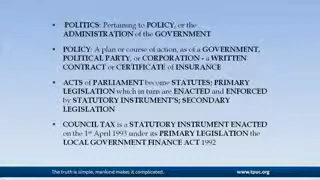 ▪ POLITICS: Pertaining to POLICY, or the
ADMINISTRATION of the GOVERNMENT
▪ POLICY: A plan or course of action, as of a GOVERNMENT,
POLITICAL PARTY, or CORPORATION - a WRITTEN
CONTRACT or CERTIFICATE of INSURANCE
▪ ACTS of PARLIAMENT become STATUTES; PRIMARY
LEGISLATION which in turn are ENACTED and ENFORCED
by STATUTORY INSTRUMENT'S; SECONDARY
LEGISLATION
▪ COUNCIL TAX is a STATUTORY INSTRUMENT ENACTED
on the 1st April 1993 under its PRIMARY LEGISLATION the
LOCAL GOVERNMENT FINANCE ACT 1992
The truth is simple, mankind makes it complicated.
www.tpuc.org